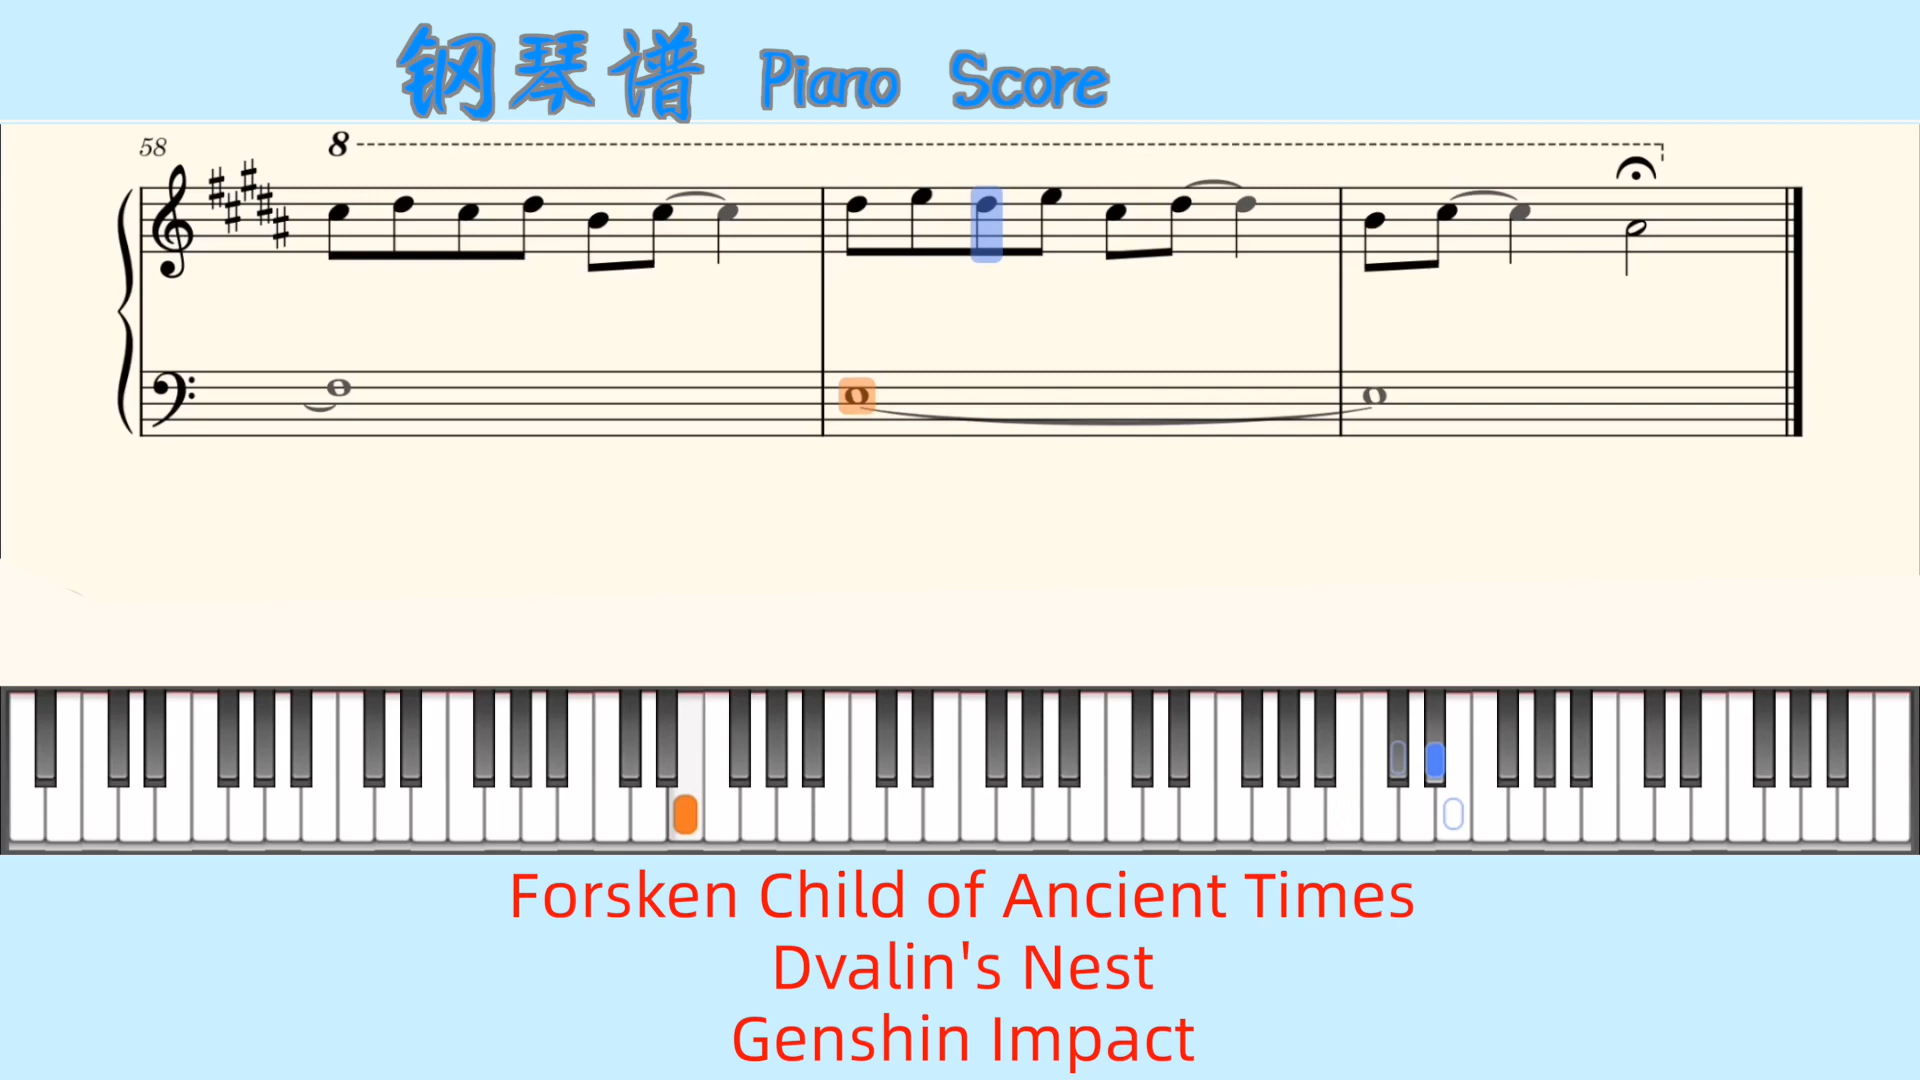 钢琴谱 Piano Score
58
8
Forsken Child of Ancient Times
Dvalin's Nest
Genshin Impact